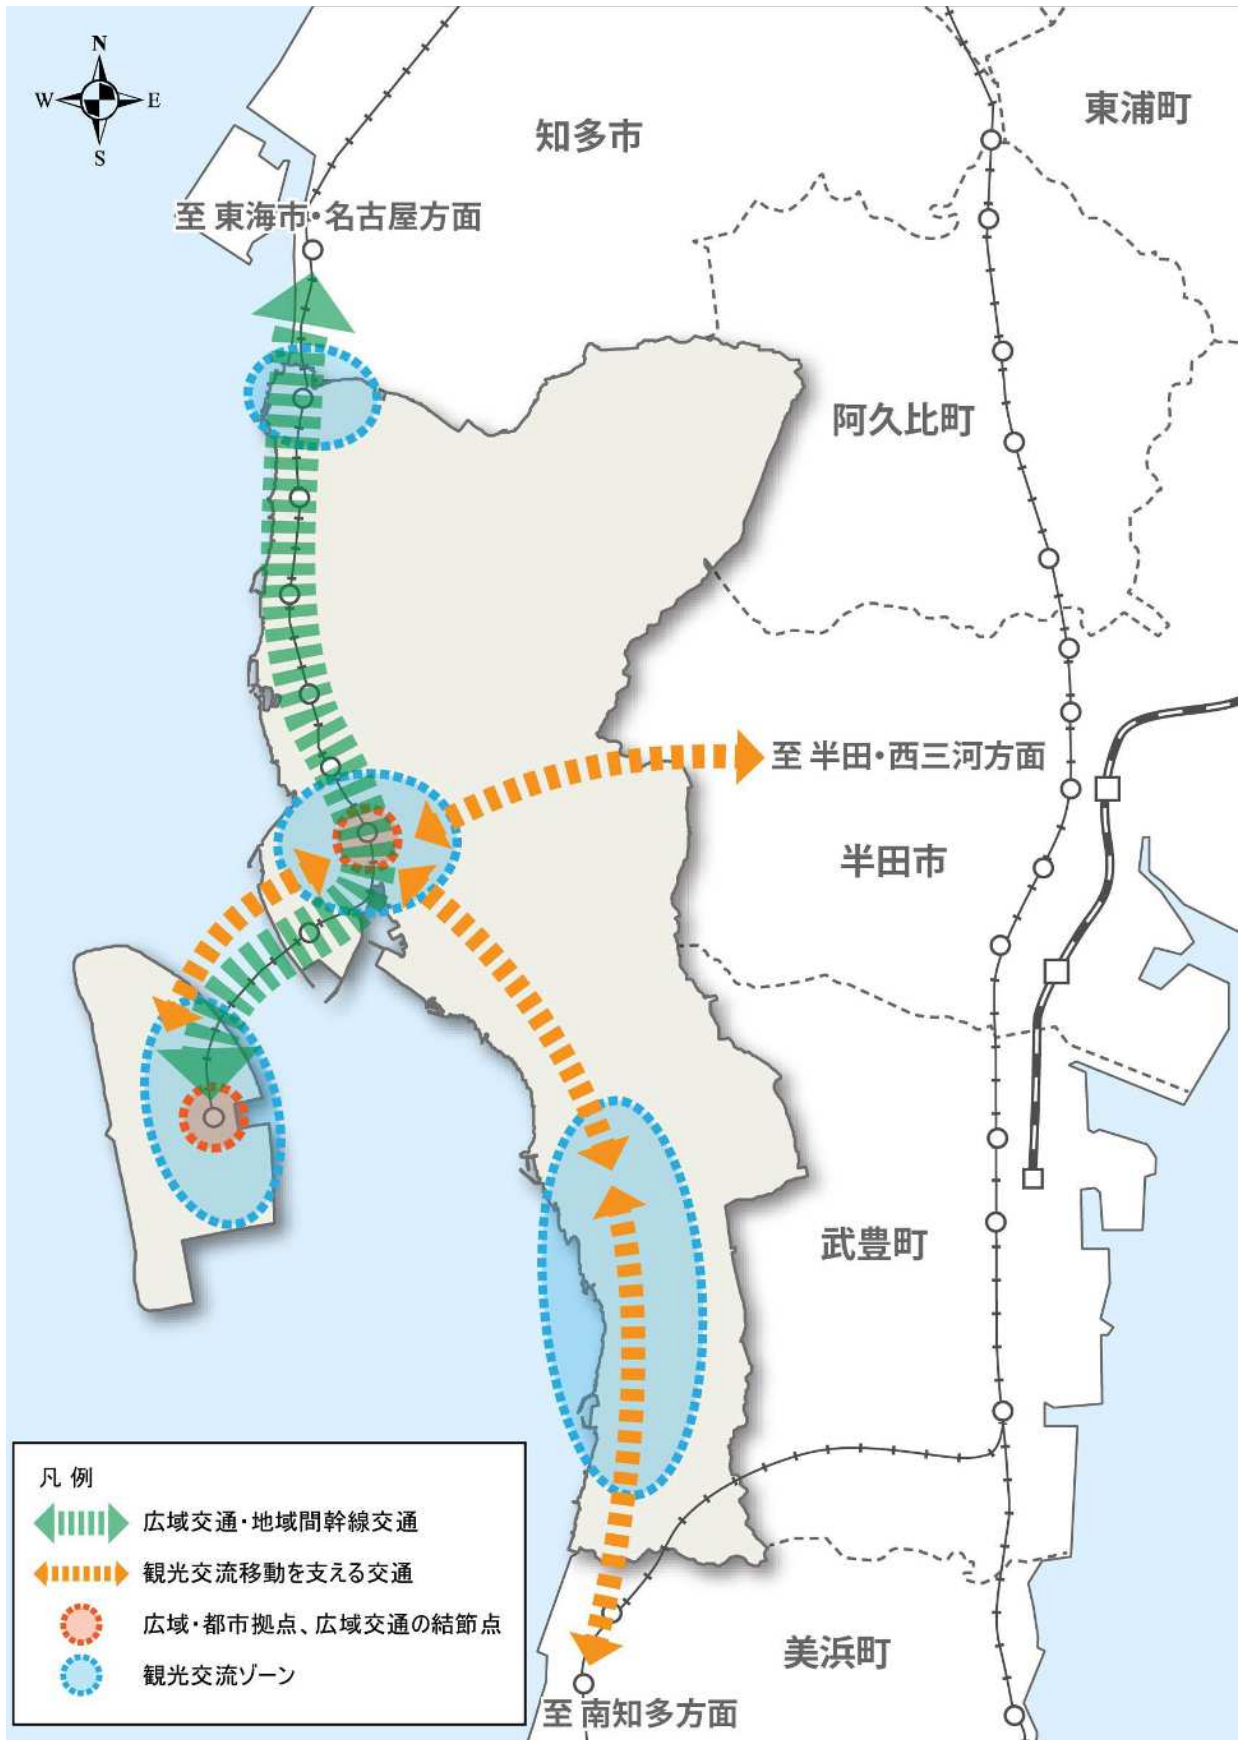 N
W E
S
知多市
東浦町
至 東海市・名古屋方面
阿久比町
至 半田・西三河方面
半田市
武豊町
美浜町
至 南知多方面
凡 例
広域交通・地域間幹線交通
観光交流移動を支える交通
広域・都市拠点、広域交通の結節点
観光交流ゾーン